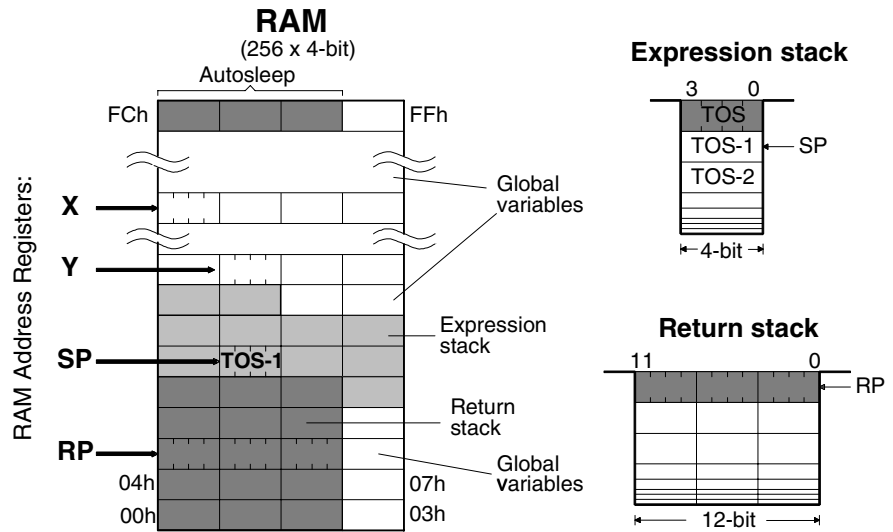 RAM
(256 x 4-bit)
Autosleep
FCh
FFh
RAM Address Registers:
X
Y
SP
RP
TOS-1
04h
00h
07h
03h
Global
variables
Expression
stack
Return
stack
Global
variables
Expression stack
3 0
TOS
TOS-1
SP
TOS-2
4-bit
Return stack
11 0
RP
12-bit